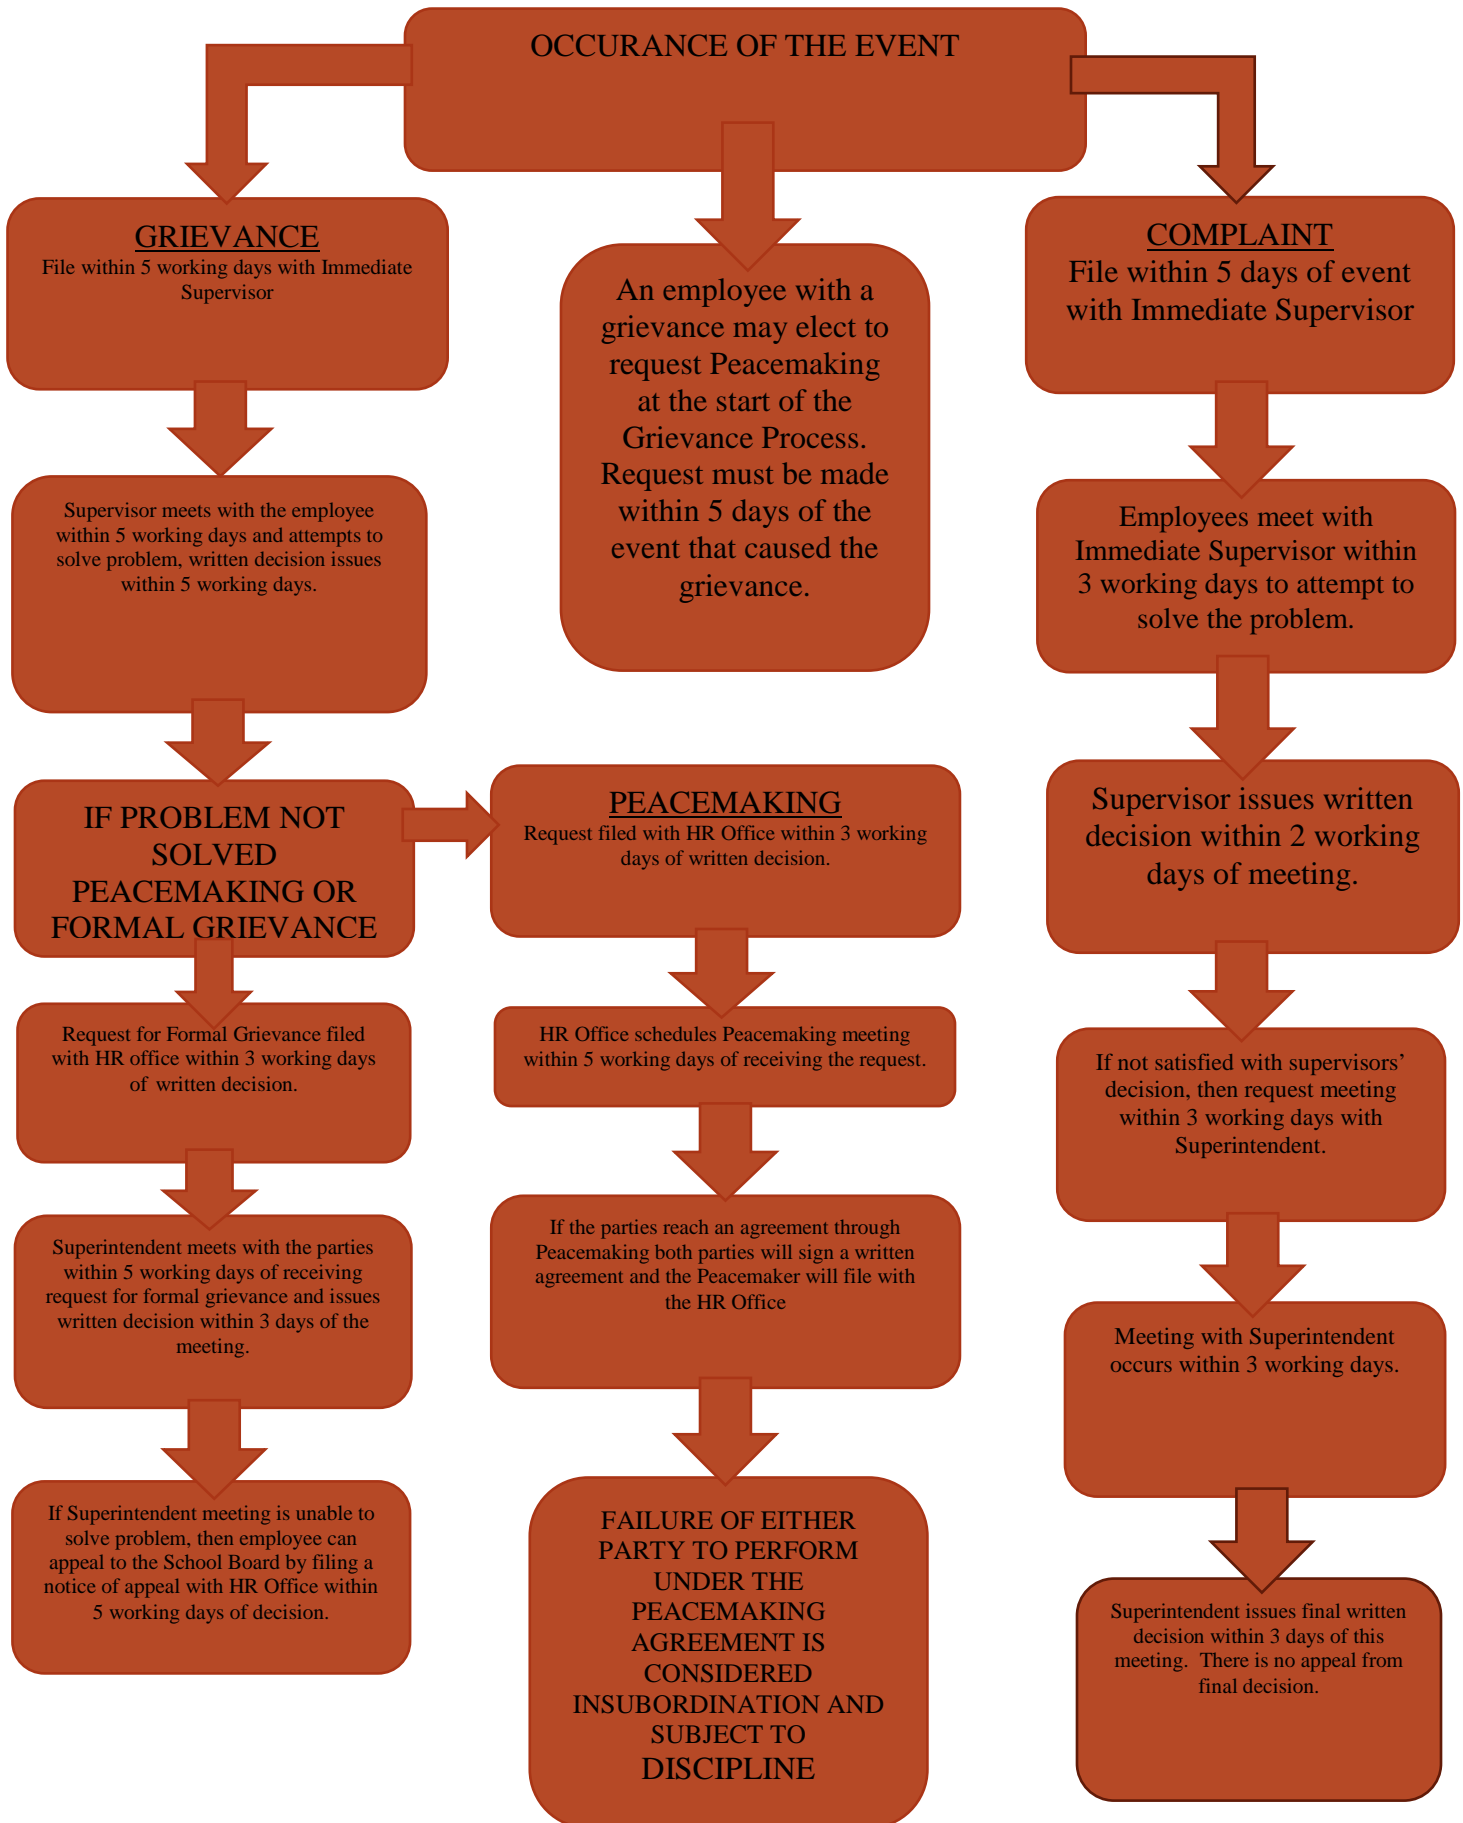 OCCURANCE OF THE EVENT
GRIEVANCE
File within 5 working days with Immediate
Supervisor
Supervisor meets with the employee
within 5 working days and attempts to
solve problem, written decision issues
within 5 working days.
IF PROBLEM NOT
SOLVED
PEACEMAKING OR
FORMAL GRIEVANCE
Request for Formal Grievance filed
with HR office within 3 working days
of written decision.
Superintendent meets with the parties
within 5 working days of receiving
request for formal grievance and issues
written decision within 3 days of the
meeting.
If Superintendent meeting is unable to
solve problem, then employee can
appeal to the School Board by filing a
notice of appeal with HR Office within
5 working days of decision.
An employee with a
grievance may elect to
request Peacemaking
at the start of the
Grievance Process.
Request must be made
within 5 days of the
event that caused the
grievance.
PEACEMAKING
Request filed with HR Office within 3 working
days of written decision.
HR Office schedules Peacemaking meeting
within 5 working days of receiving the request.
If the parties reach an agreement through
Peacemaking both parties will sign a written
agreement and the Peacemaker will file with
the HR Office
FAILURE OF EITHER
PARTY TO PERFORM
UNDER THE
PEACEMAKING
AGREEMENT IS
CONSIDERED
INSUBORDINATION AND
SUBJECT TO
DISCIPLINE
COMPLAINT
File within 5 days of event
with Immediate Supervisor
Employees meet with
Immediate Supervisor within
3 working days to attempt to
solve the problem.
Supervisor issues written
decision within 2 working
days of meeting.
If not satisfied with supervisors’
decision, then request meeting
within 3 working days with
Superintendent.
Meeting with Superintendent
occurs within 3 working days.
Superintendent issues final written
decision within 3 days of this
meeting.  There is no appeal from
final decision.